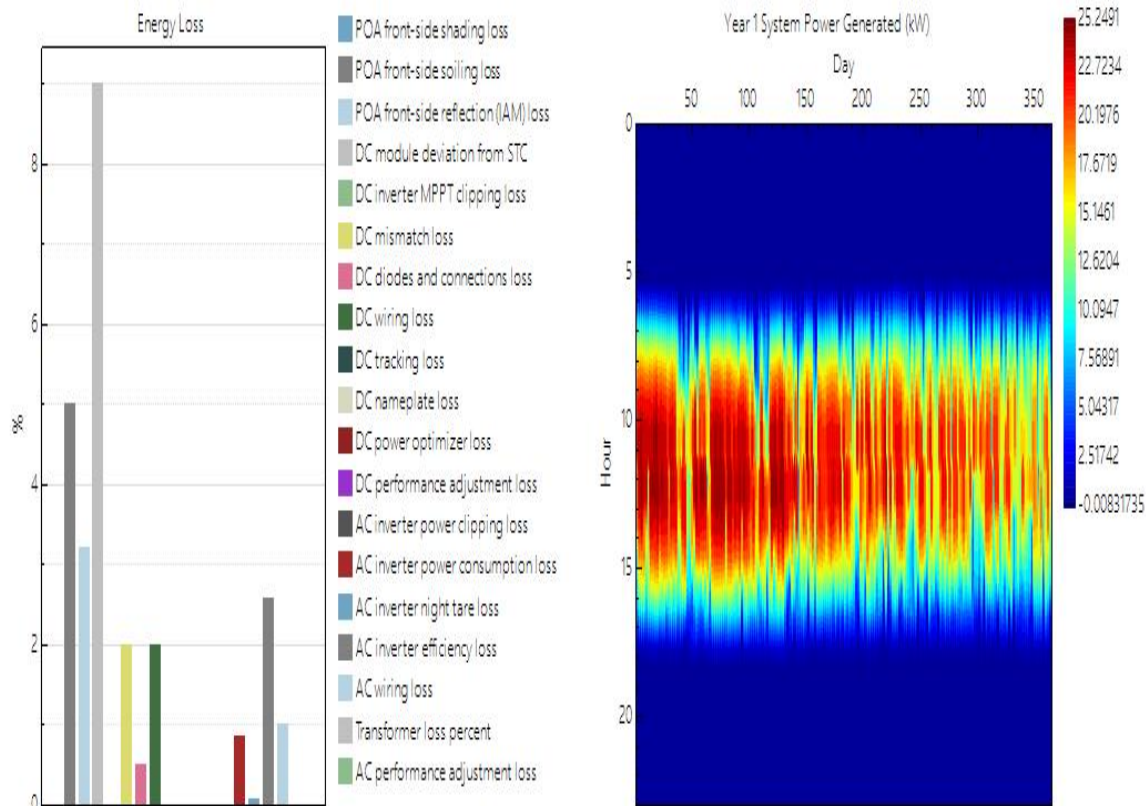 Energy Loss
%
8
6
4
2
0
POA front-side shading loss
POA front-side soiling loss
POA front-side reflection (IAM) loss
DC module deviation from STC
DC inverter MPPT clipping loss
DC mismatch loss
DC diodes and connections loss
DC wiring loss
DC tracking loss
DC nameplate loss
DC power optimizer loss
DC performance adjustment loss
AC inverter power clipping loss
AC inverter power consumption loss
AC inverter night tare loss
AC inverter efficiency loss
AC wiring loss
Transformer loss percent
AC performance adjustment loss
Year 1 System Power Generated (kW)
Day
50 100 150 200 250 300 350
Hour
0
5
10
15
20
25.2491
22.7234
20.1976
17.6719
15.1461
12.6204
10.0947
7.56891
5.04317
2.51742
-0.00831735